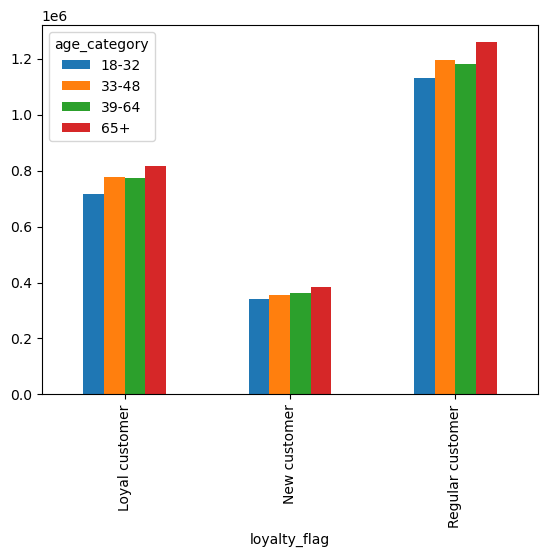 1e6
age_category
18-32
33-48
39-64
65+
1.2
1.0
0.8
0.6
0.4
0.2
0.0
Loyal customer
New customer
Regular customer
loyalty_flag